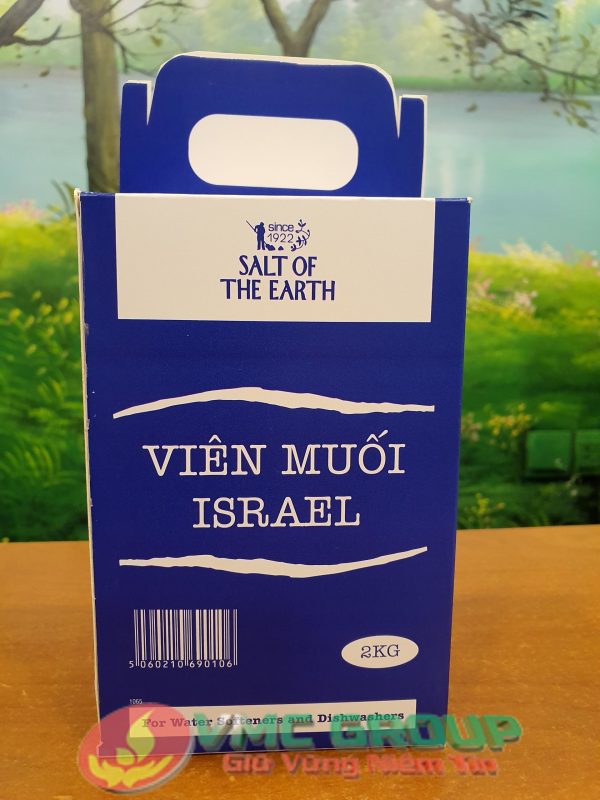 since
1922
SALT OF
THE EARTH
VIÊN MUỐI
ISRAEL
5 060210 690106
2KG
1065
For Water Softeners and Dishwashers
VMC GROUP
Giữ Vững Niềm Tin